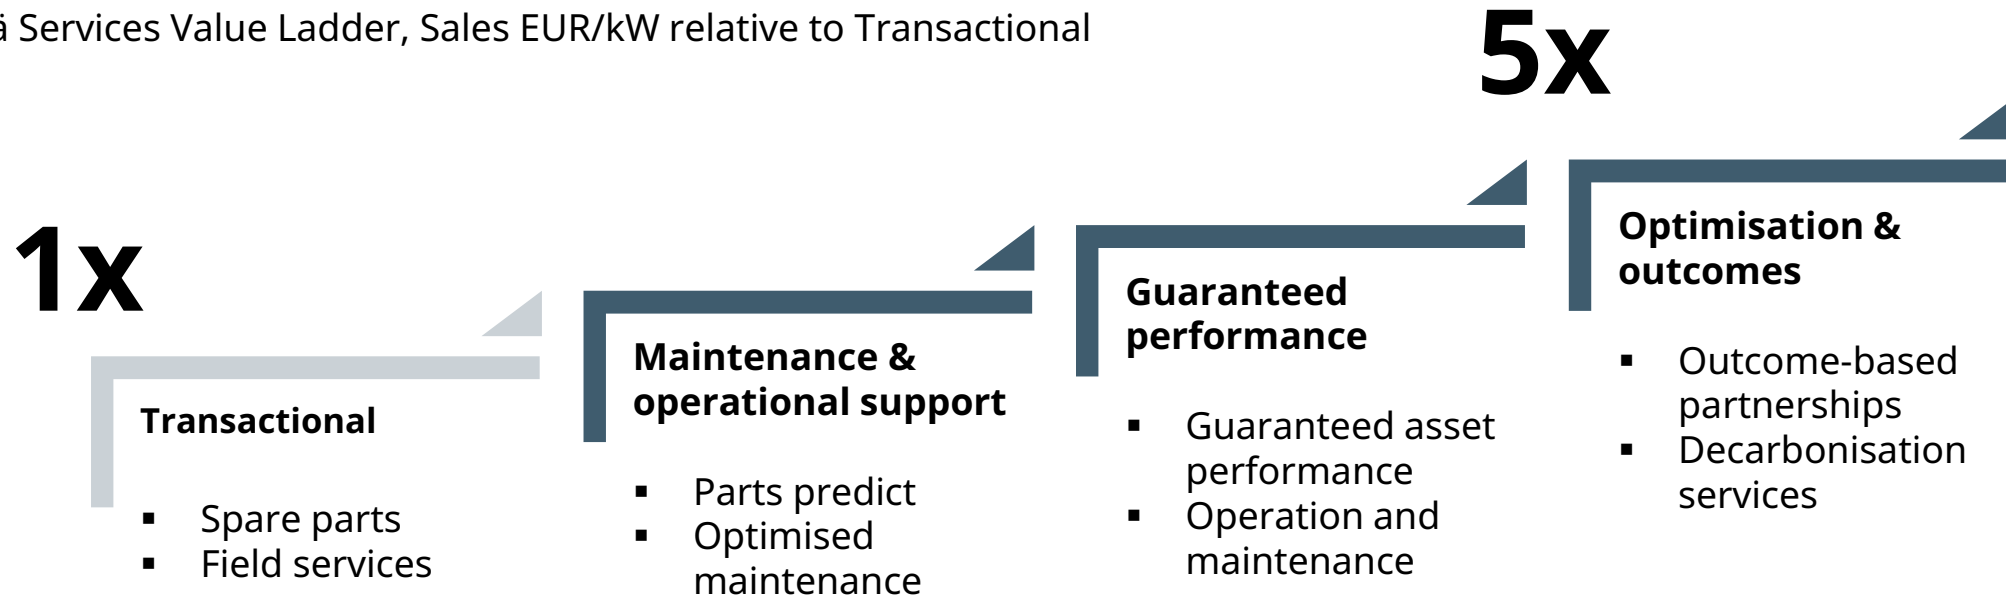 ä Services Value Ladder, Sales EUR/kW relative to Transactional
5x
1x
Transactional
▪ Spare parts
▪ Field services
Maintenance &
operational support
▪ Parts predict
▪ Optimised
maintenance
Guaranteed
performance
▪ Guaranteed asset
performance
▪ Operation and
maintenance
Optimisation &
outcomes
▪ Outcome-based
partnerships
▪ Decarbonisation
services